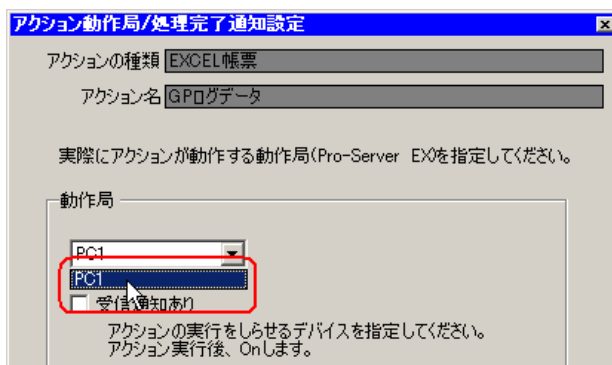 アクション動作局/処理完了通知設定
アクションの種類 EXCEL帳票
アクション名 GPログデータ
実際にアクションが動作する動作局(Pro-Server EX)を指定してください。
動作局
PC1
PC1
受信通知あり
アクションの実行をしらせるデバイスを指定してください。
アクション実行後、Onします。